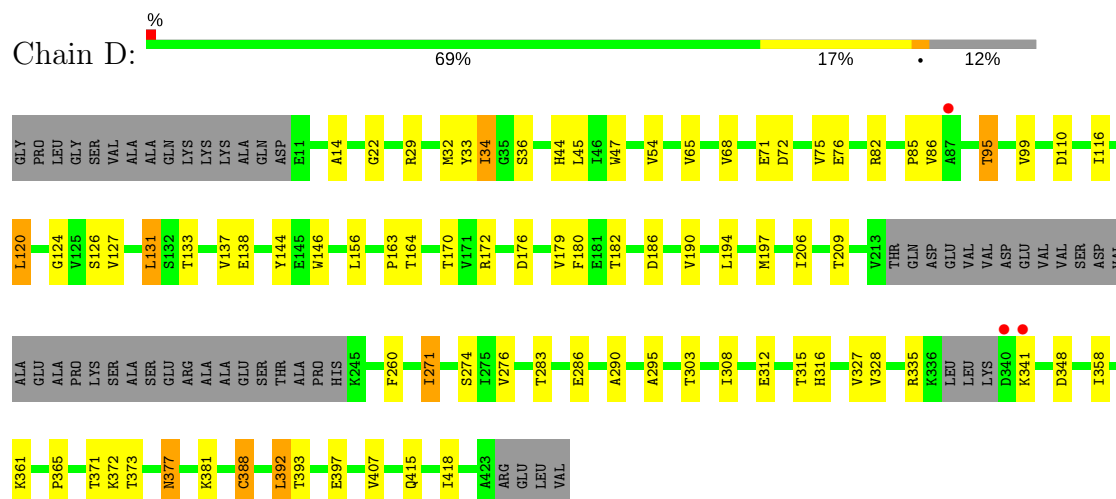 %
Chain D:
69% 17% • 12%
GLY PRO LEU GLY SER VAL ALA ALA GLN LYS LYS LYS ALA GLN ASP E11 A14 G22 R29 M32 Y33 I34 G35 S36 H44 L45 I46 W47 V54 V65 V68 E71 D72 V75 E76 R82 P85 V86 A87 T95 V99 D110 I116
L120 G124 V125 S126 V127 L131 S132 T133 V137 E138 Y144 E145 W146 L156 P163 T164 T170 V171 R172 D176 V179 F180 E181 T182 D186 V190 L194 M197 I206 T209 V213 THR GLN ASP GLU VAL VAL ASP GLU VAL VAL SER ASP VAL
ALA GLU ALA PRO LYS SER ALA SER GLU ARG ALA ALA GLU SER THR ALA PRO HIS K245 F260 I271 S274 I275 V276 T283 E286 A290 A295 T303 I308 E312 T315 H316 V327 V328 R335 K336 LEU LEU LYS D340 K341 D348 I358
K361 P365 T371 K372 T373 N377 K381 C388 L392 T393 E397 V407 Q415 I418 A423 ARG GLU LEU VAL